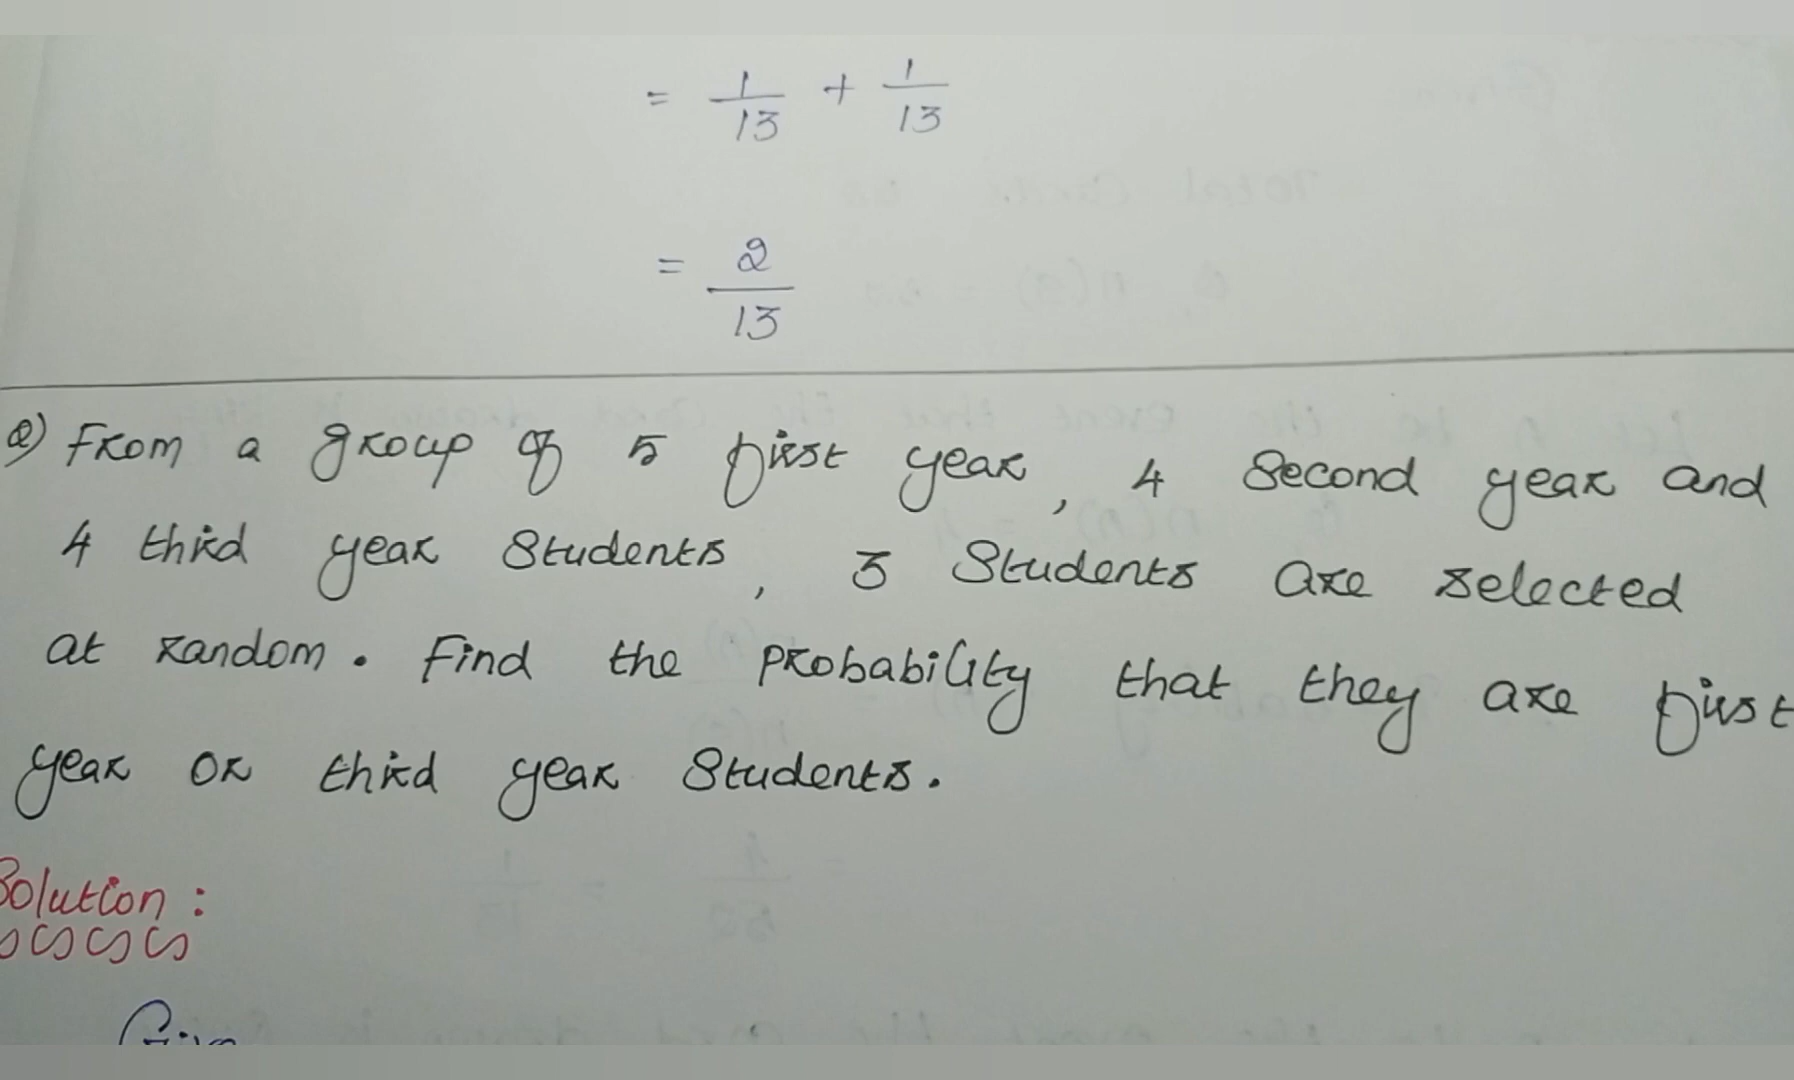 = 1/13 + 1/13
= 2/13
2) From a group of 5 first year, 4 Second year and
4 third year Students, 3 Students are selected
at random. Find the probability that they are first
year or third year Students.
Solution: